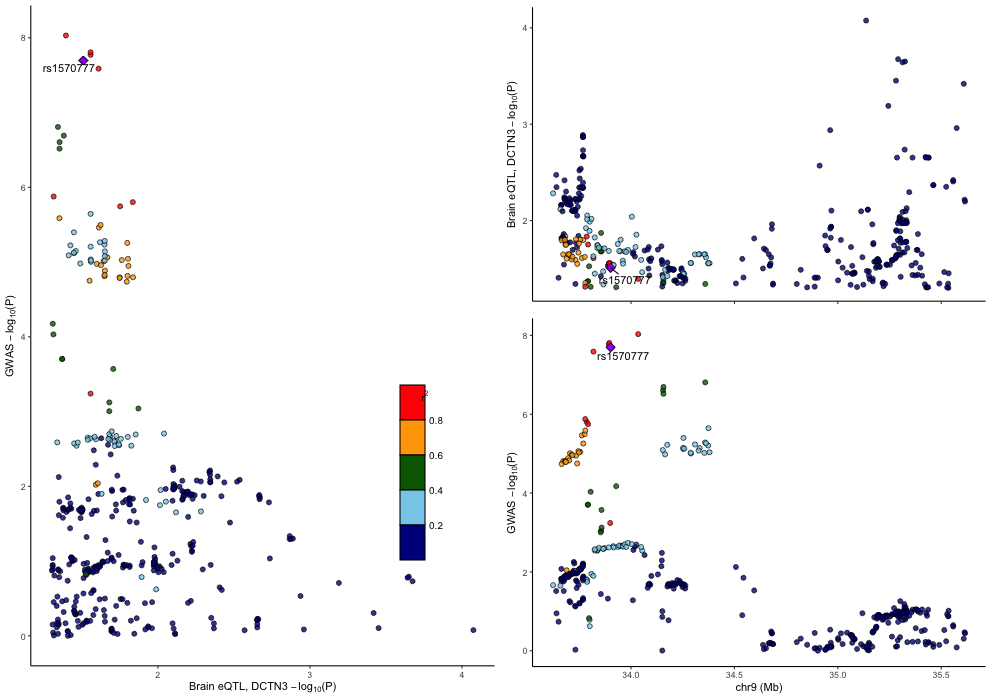 GWAS −log10(P)
8
6
4
2
0
2
3
4
Brain eQTL, DCTN3 −log10(P)
rs1570777
r2
0.8
0.6
0.4
0.2
Brain eQTL, DCTN3 −log10(P)
4
3
2
rs1570777
GWAS −log10(P)
8
6
4
2
0
rs1570777
34.0
34.5
35.0
35.5
chr9 (Mb)